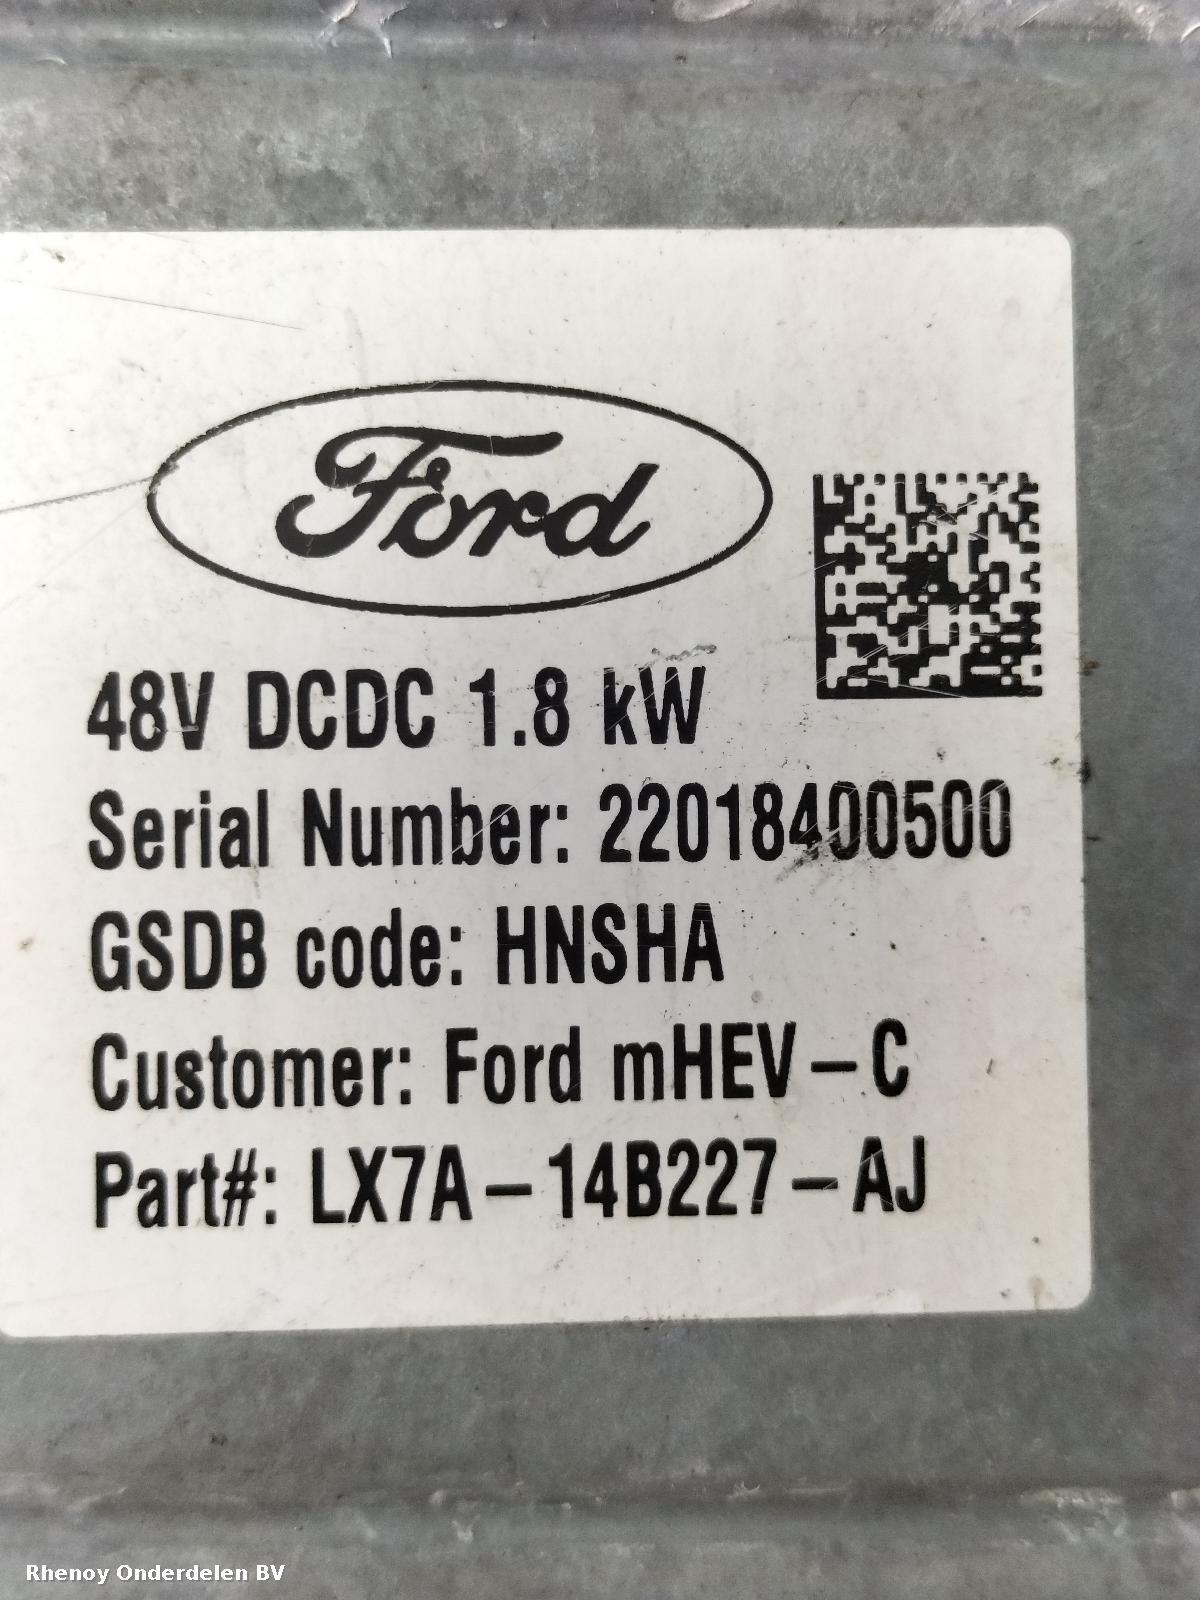 Ford
48V DCDC 1.8 kW
Serial Number: 22018400500
GSDB code: HNSHA
Customer: Ford mHEV-C
Part#: LX7A-14B227-AJ
Rhenoy Onderdelen BV